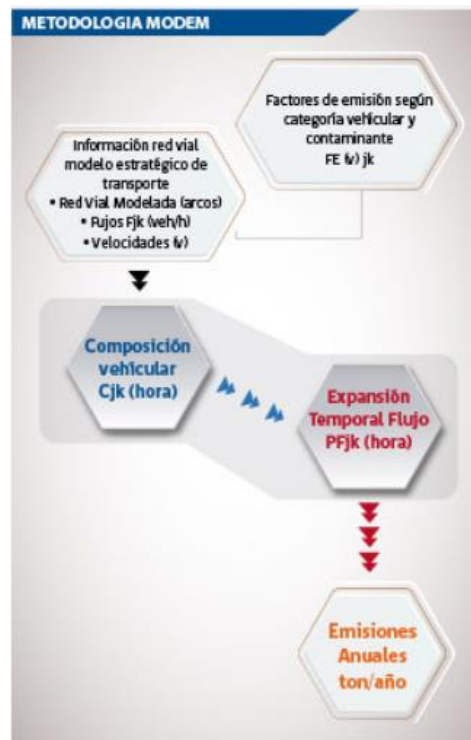 METODOLOGIA MODEM
Factores de emisión según
categoría vehicular y
contaminante
FE (v) jk
Información red vial
modelo estratégico de
transporte
• Red Vial Modelada (arcos)
• Fujos Fjk (veh/h)
• Velocidades (v)
Composición
vehicular
Cjk (hora)
Expansión
Temporal Flujo
PFjk (hora)
Emisiones
Anuales
ton/año